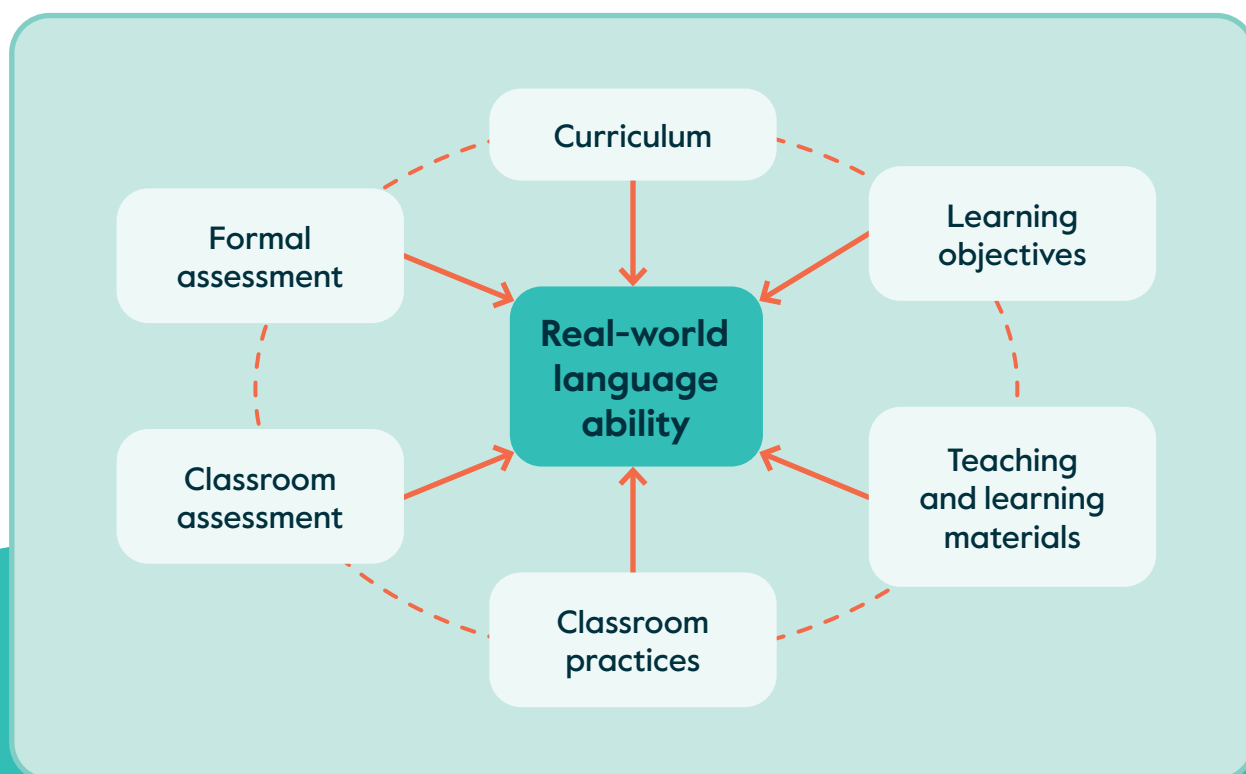 Curriculum
Learning
objectives
Teaching
and learning
materials
Classroom
practices
Classroom
assessment
Formal
assessment
Real-world
language
ability